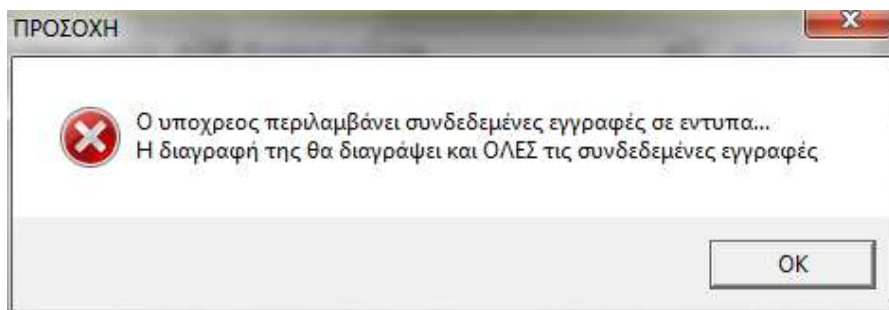 ΠΡΟΣΟΧΗ
Ο υποχρεος περιλαμβάνει συνδεδεμένες εγγραφές σε εντυπα...
Η διαγραφή της θα διαγράψει και ΟΛΕΣ τις συνδεδεμένες εγγραφές
OK